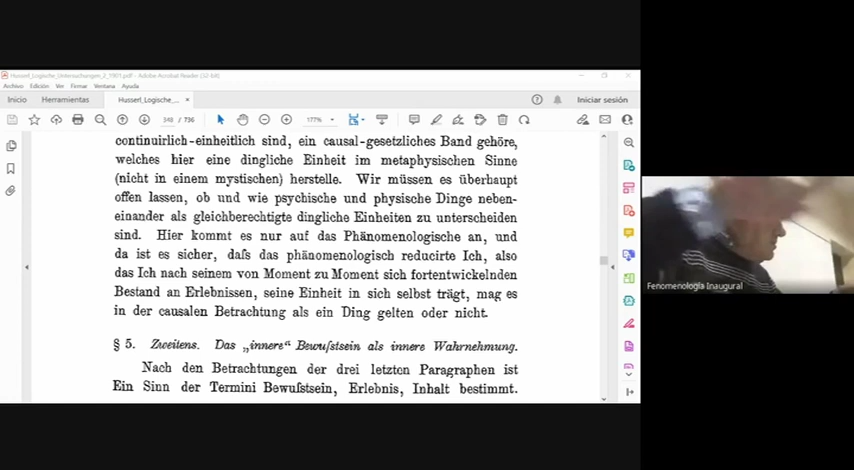 Husserl_Logische_Untersuchungen_2_1901.pdf - Adobe Acrobat Reader (32-bit)
Archivo Edición Ver Firmar Ventana Ayuda
Inicio Herramientas Husserl_Logische_... × Iniciar sesión
348 / 736 177%
continuirlich-einheitlich sind, ein causal-gesetzliches Band gehöre,
welches hier eine dingliche Einheit im metaphysischen Sinne
(nicht in einem mystischen) herstelle. Wir müssen es überhaupt
offen lassen, ob und wie psychische und physische Dinge neben-
einander als gleichberechtigte dingliche Einheiten zu unterscheiden
sind. Hier kommt es nur auf das Phänomenologische an, und
da ist es sicher, daſs das phänomenologisch reducirte Ich, also
das Ich nach seinem von Moment zu Moment sich fortentwickelnden
Bestand an Erlebnissen, seine Einheit in sich selbst trägt, mag es
in der causalen Betrachtung als ein Ding gelten oder nicht.
§ 5. Zweitens. Das „innere“ Bewuſstsein als innere Wahrnehmung.
Nach den Betrachtungen der drei letzten Paragraphen ist
Ein Sinn der Termini Bewuſstsein, Erlebnis, Inhalt bestimmt.
Fenomenología Inaugural